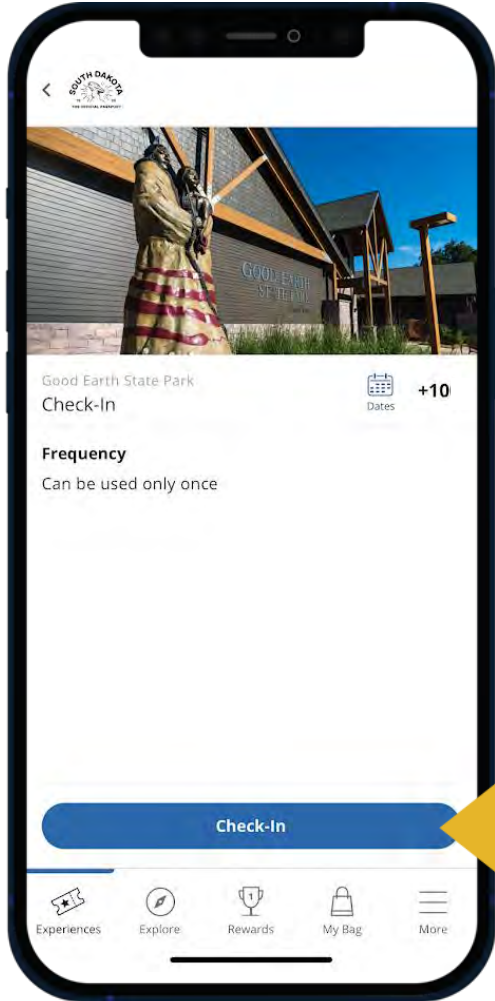 SOUTH DAKOTA
Good Earth State Park
Check-In
Dates
+10
Frequency
Can be used only once
Check-In
Experiences
Explore
1
Rewards
My Bag
More